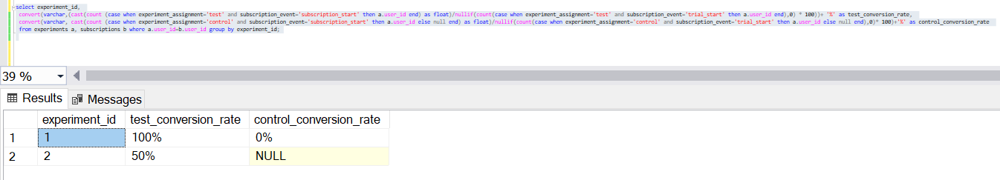 select experiment_id,
convert(varchar,(cast(count (case when experiment_assignment='test' and subscription_event='subscription_start' then a.user_id end) as float)/nullif(count(case when experiment_assignment='test' and subscription_event='trial_start' then a.user_id end),0) * 100))+ '%' as test_conversion_rate,
convert(varchar, cast(count (case when experiment_assignment='control' and subscription_event='subscription_start' then a.user_id else null end) as float)/nullif(count(case when experiment_assignment='control' and subscription_event='trial_start' then a.user_id else null end),0)* 100)+'%' as control_conversion_rate
from experiments a, subscriptions b where a.user_id=b.user_id group by experiment_id;
39 %
Results Messages
experiment_id test_conversion_rate control_conversion_rate
1 1 100% 0%
2 2 50% NULL